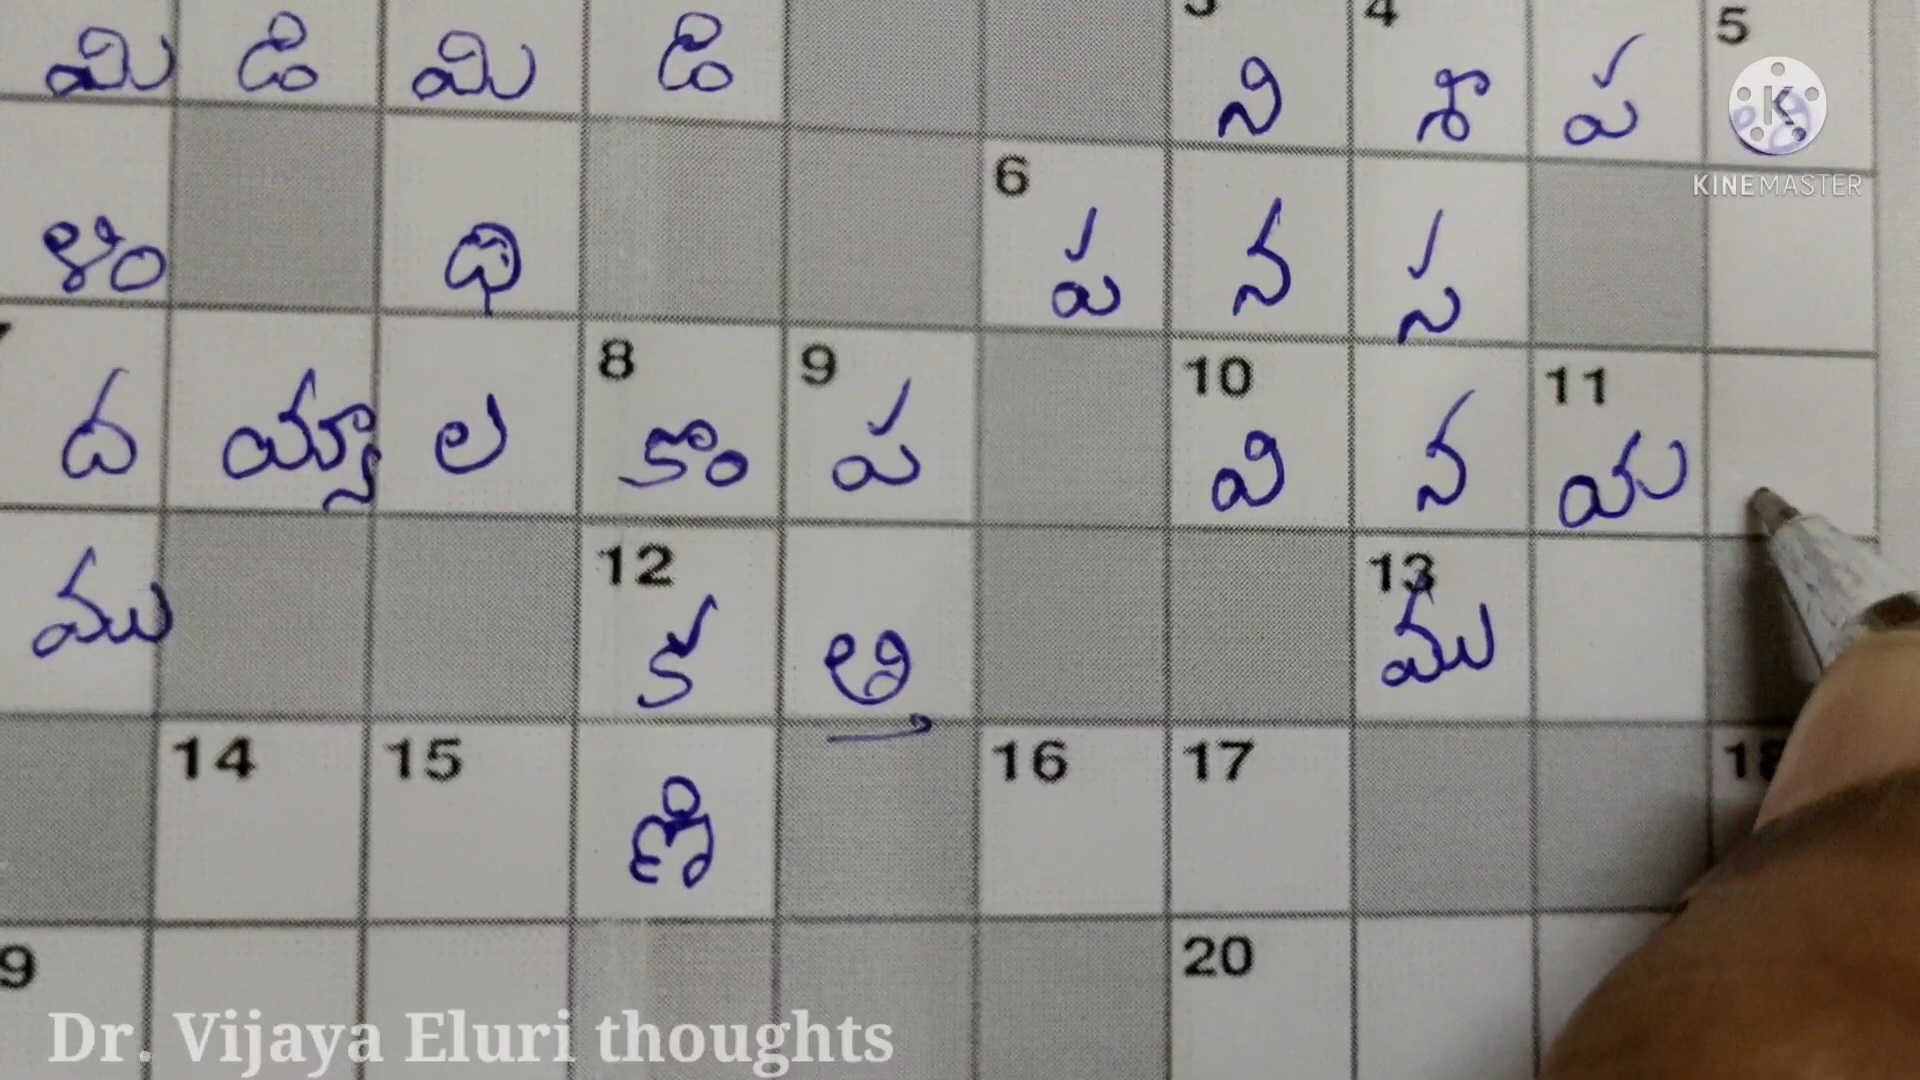 3 4 5
మి డి మి డి ని శా ప తి
6
ళిం ధి ప న స
8 9 10 11
ద య్యా ల కొం ప వి న యు
12 13
ము కే త్రి ము
14 15 16 17 18
ణి
9 20
KINEMASTER
Dr. Vijaya Eluri thoughts